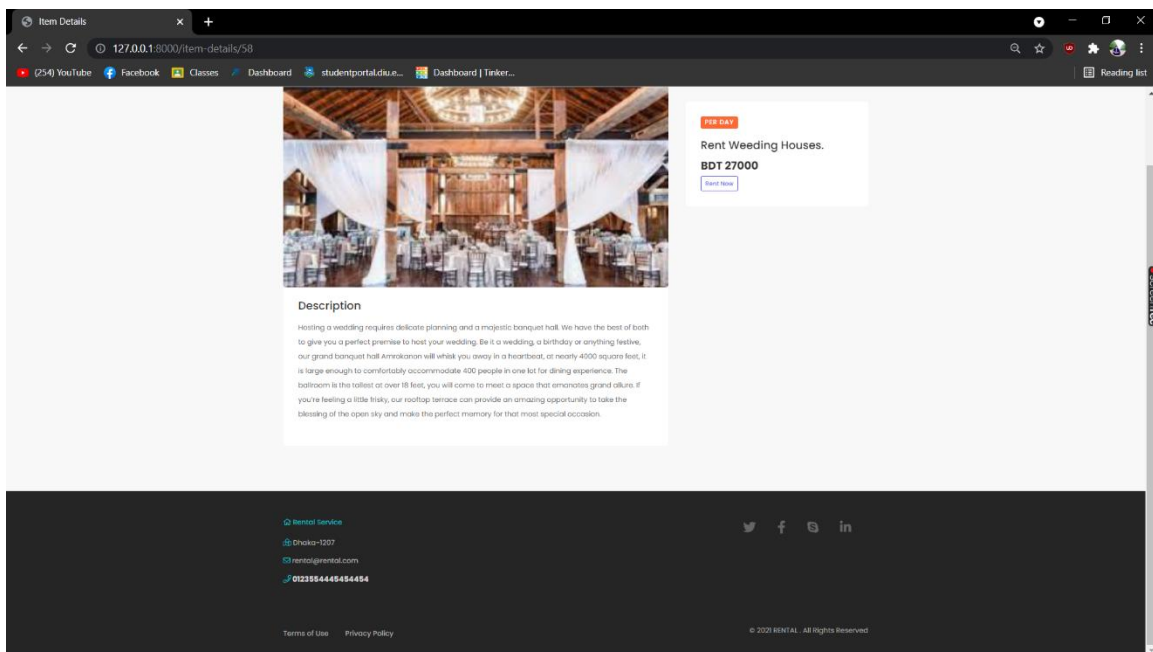 Item Details
127.0.0.1:8000/item-details/58
(254) YouTube Facebook Classes Dashboard studentportal.diu.e... Dashboard | Tinker... Reading list
PER DAY
Rent Weeding Houses.
BDT 27000
Rent Now
Description
Hosting a wedding requires delicate planning and a majestic banquet hall. We have the best of both
to give you a perfect premise to host your wedding. Be it a wedding, a birthday or anything festive,
our grand banquet hall Amrokanon will whisk you away in a heartbeat, at nearly 4000 square feet, it
is large enough to comfortably accommodate 400 people in one lot for dining experience. The
ballroom is the tallest at over 18 feet, you will come to meet a space that emanates grand allure. If
you're feeling a little frisky, our rooftop terrace can provide an amazing opportunity to take the
blessing of the open sky and make the perfect memory for that most special occasion.
Rental Service
Dhaka-1207
rental@rental.com
0123554445454454
Terms of Use Privacy Policy
© 2021 RENTAL . All Rights Reserved